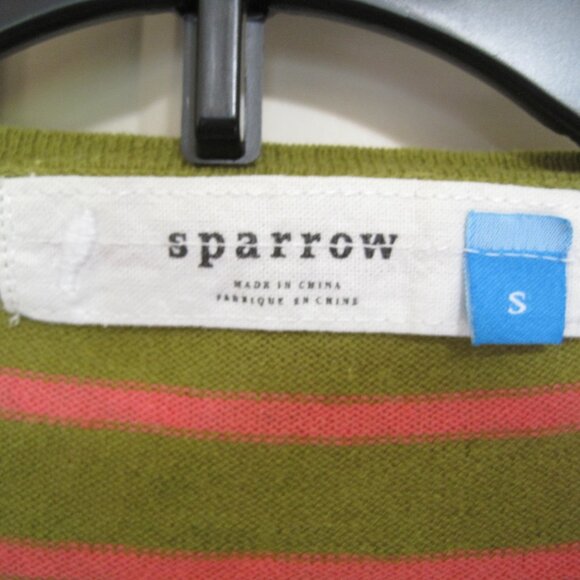 sparrow
MADE IN CHINA
FABRIQUE EN CHINE
S